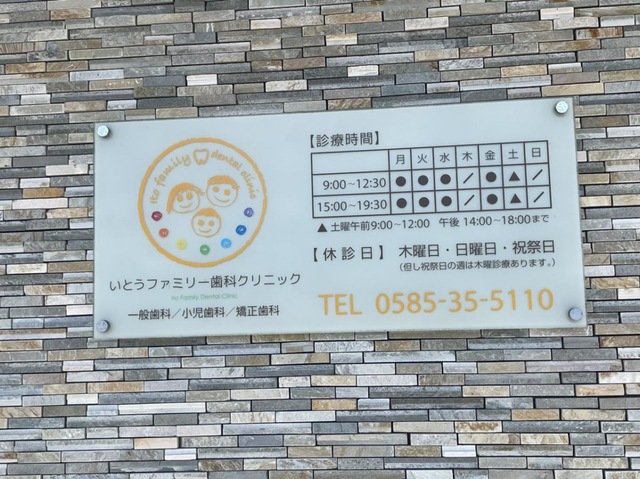 ito family dental clinic
いとうファミリー歯科クリニック
Ito Family Dental Clinic
一般歯科／小児歯科／矯正歯科
【診療時間】
月 火 水 木 金 土 日
9:00~12:30 ● ● ● ／ ● ▲ ／
15:00~19:30 ● ● ● ／ ● ▲ ／
▲土曜午前9:00~12:00 午後 14:00~18:00まで
【休診日】 木曜日・日曜日・祝祭日
(但し祝祭日の週は木曜診療あります。)
TEL 0585-35-5110